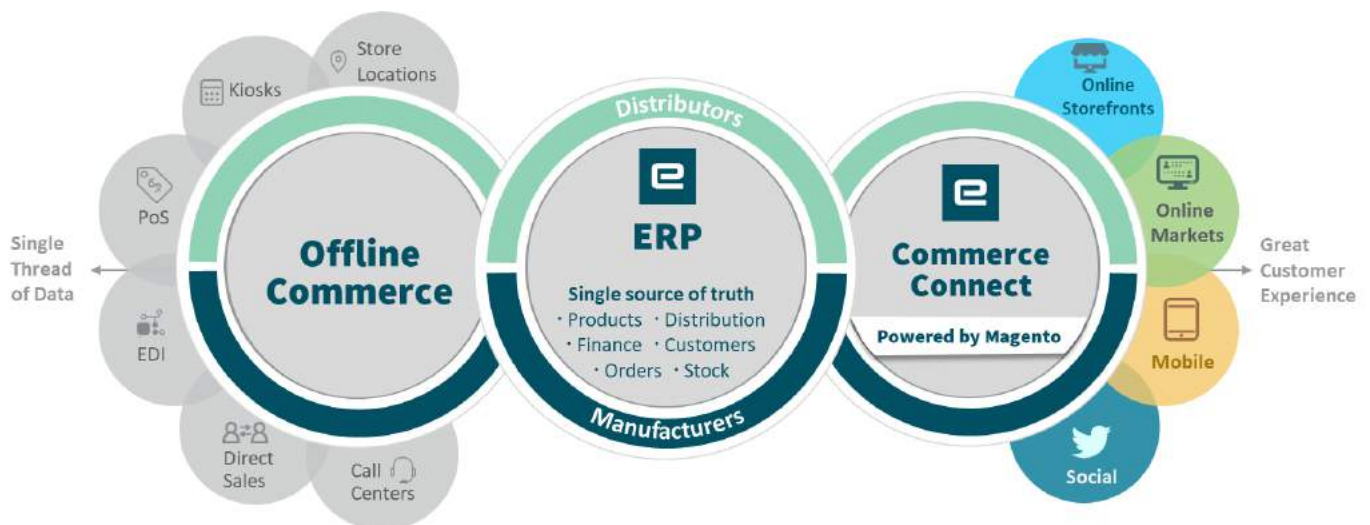 Store
Locations
Kiosks
PoS
EDI
Direct
Sales
Call
Centers
Single
Thread
of Data
Offline
Commerce
Distributors
ERP
Single source of truth
· Products · Distribution
· Finance · Customers
· Orders · Stock
Manufacturers
Commerce
Connect
Powered by Magento
Online
Storefronts
Online
Markets
Mobile
Social
Great
Customer
Experience